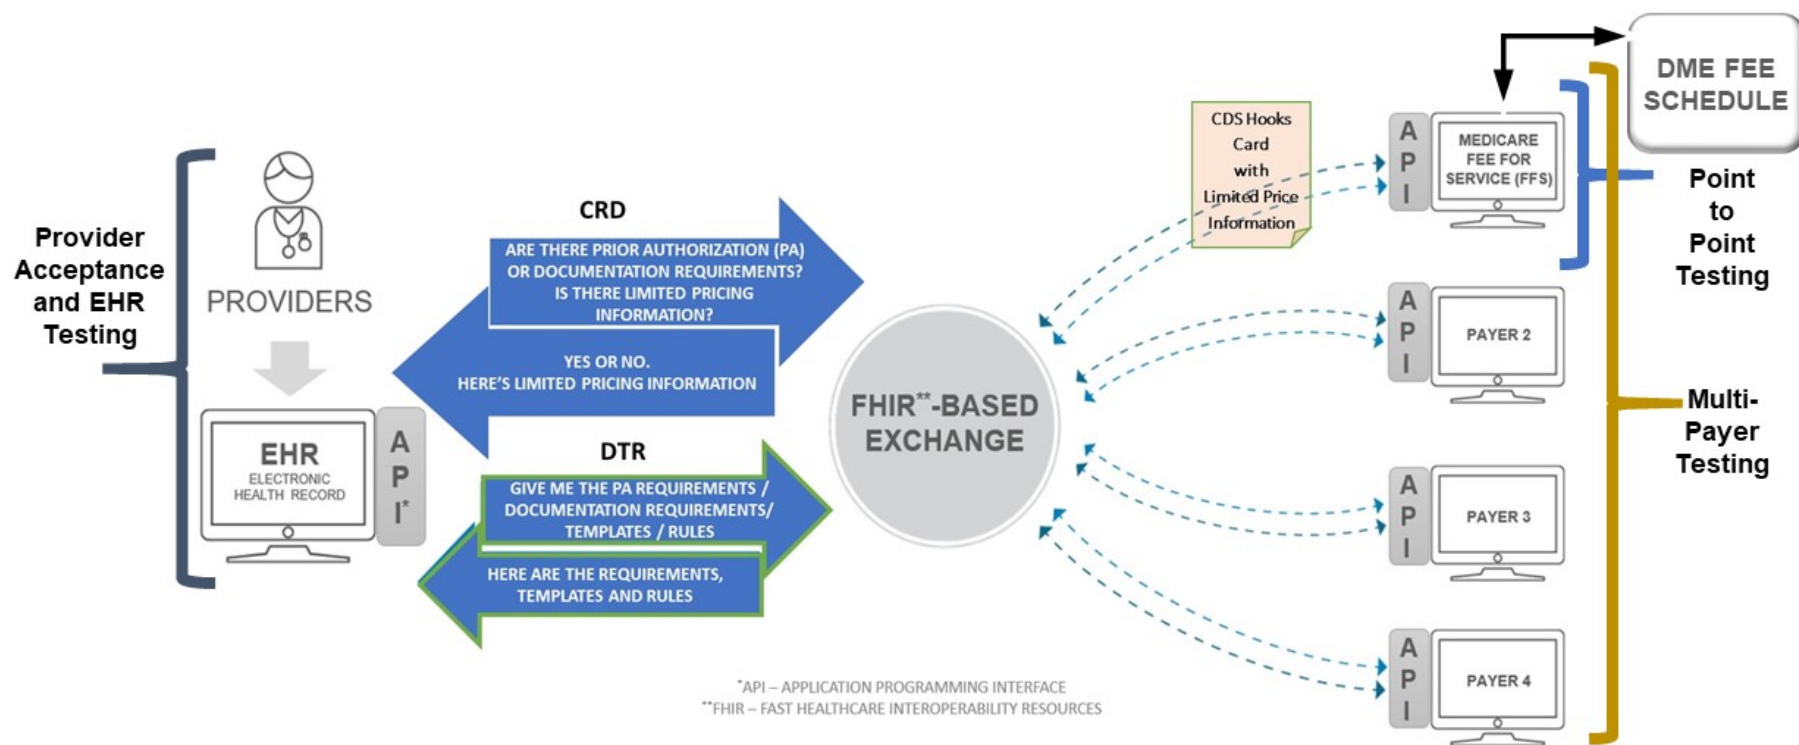 Provider
Acceptance
and EHR
Testing
PROVIDERS
EHR
ELECTRONIC
HEALTH RECORD
A
P
I*
CRD
ARE THERE PRIOR AUTHORIZATION (PA)
OR DOCUMENTATION REQUIREMENTS?
IS THERE LIMITED PRICING
INFORMATION?
YES OR NO.
HERE'S LIMITED PRICING INFORMATION
DTR
GIVE ME THE PA REQUIREMENTS /
DOCUMENTATION REQUIREMENTS/
TEMPLATES / RULES
HERE ARE THE REQUIREMENTS,
TEMPLATES AND RULES
FHIR**-BASED
EXCHANGE
CDS Hooks
Card
with
Limited Price
Information
A
P
I
MEDICARE
FEE FOR
SERVICE (FFS)
A
P
I
PAYER 2
A
P
I
PAYER 3
A
P
I
PAYER 4
DME FEE
SCHEDULE
Point
to
Point
Testing
Multi-
Payer
Testing
*API – APPLICATION PROGRAMMING INTERFACE
**FHIR – FAST HEALTHCARE INTEROPERABILITY RESOURCES